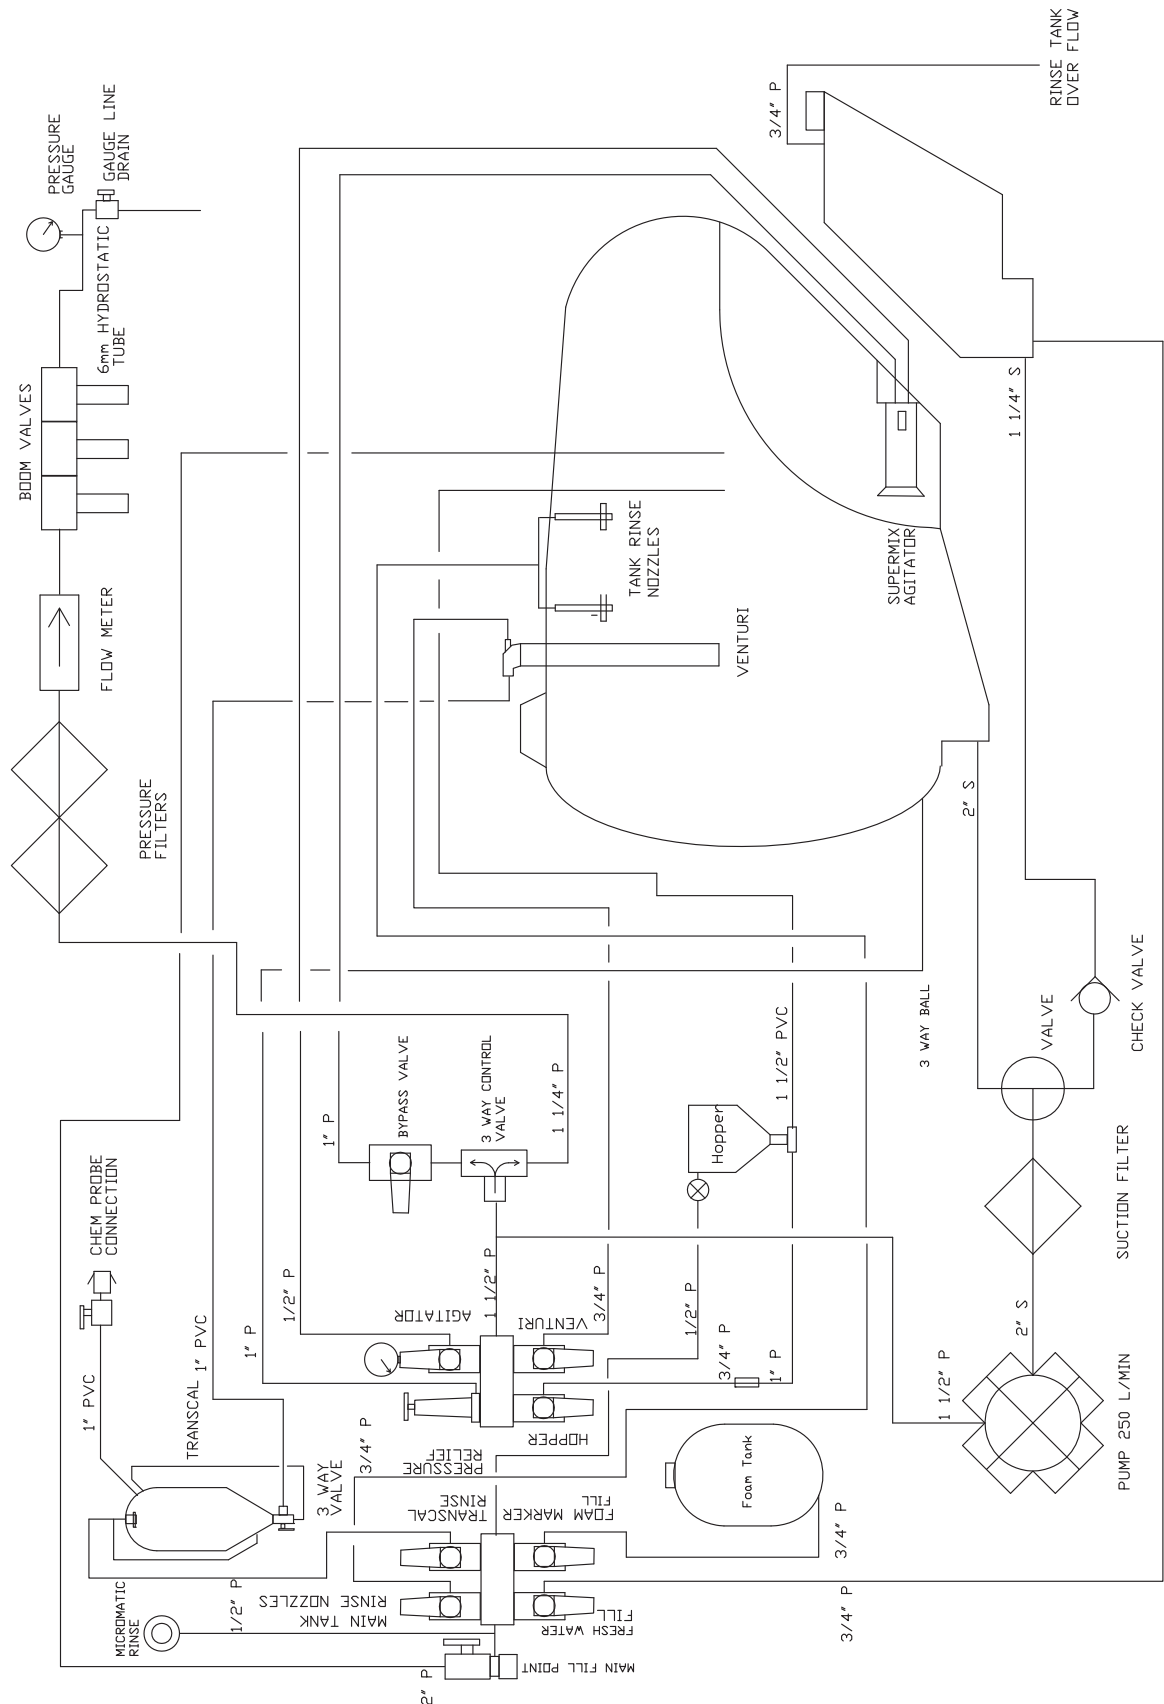 RINSE TANK
OVER FLOW
3/4" P
PRESSURE
GAUGE
GAUGE LINE
DRAIN
6mm HYDROSTATIC
TUBE
BOOM VALVES
FLOW METER
PRESSURE
FILTERS
TANK RINSE
NOZZLES
VENTURI
SUPERMIX
AGITATOR
1 1/4" S
2" S
CHECK VALVE
VALVE
3 WAY BALL
1 1/2" PVC
1" P
BYPASS VALVE
3 WAY CONTROL
VALVE
1 1/4" P
Hopper
SUCTION FILTER
CHEM PROBE
CONNECTION
1" PVC
TRANSCAL
1" PVC
1" P
1/2" P
AGITATOR
1 1/2" P
VENTURI
3/4" P
1/2" P
3/4" P
1" P
2" S
1 1/2" P
PUMP 250 L/MIN
HOPPER
PRESSURE
RELIEF
3/4" P
3 WAY
VALVE
TRANSCAL
RINSE
FOAM MARKER
FILL
Foam Tank
3/4" P
MICROMATIC
RINSE
1/2" P
MAIN TANK
RINSE NOZZLES
FRESH WATER
FILL
3/4" P
MAIN FILL POINT
2" P